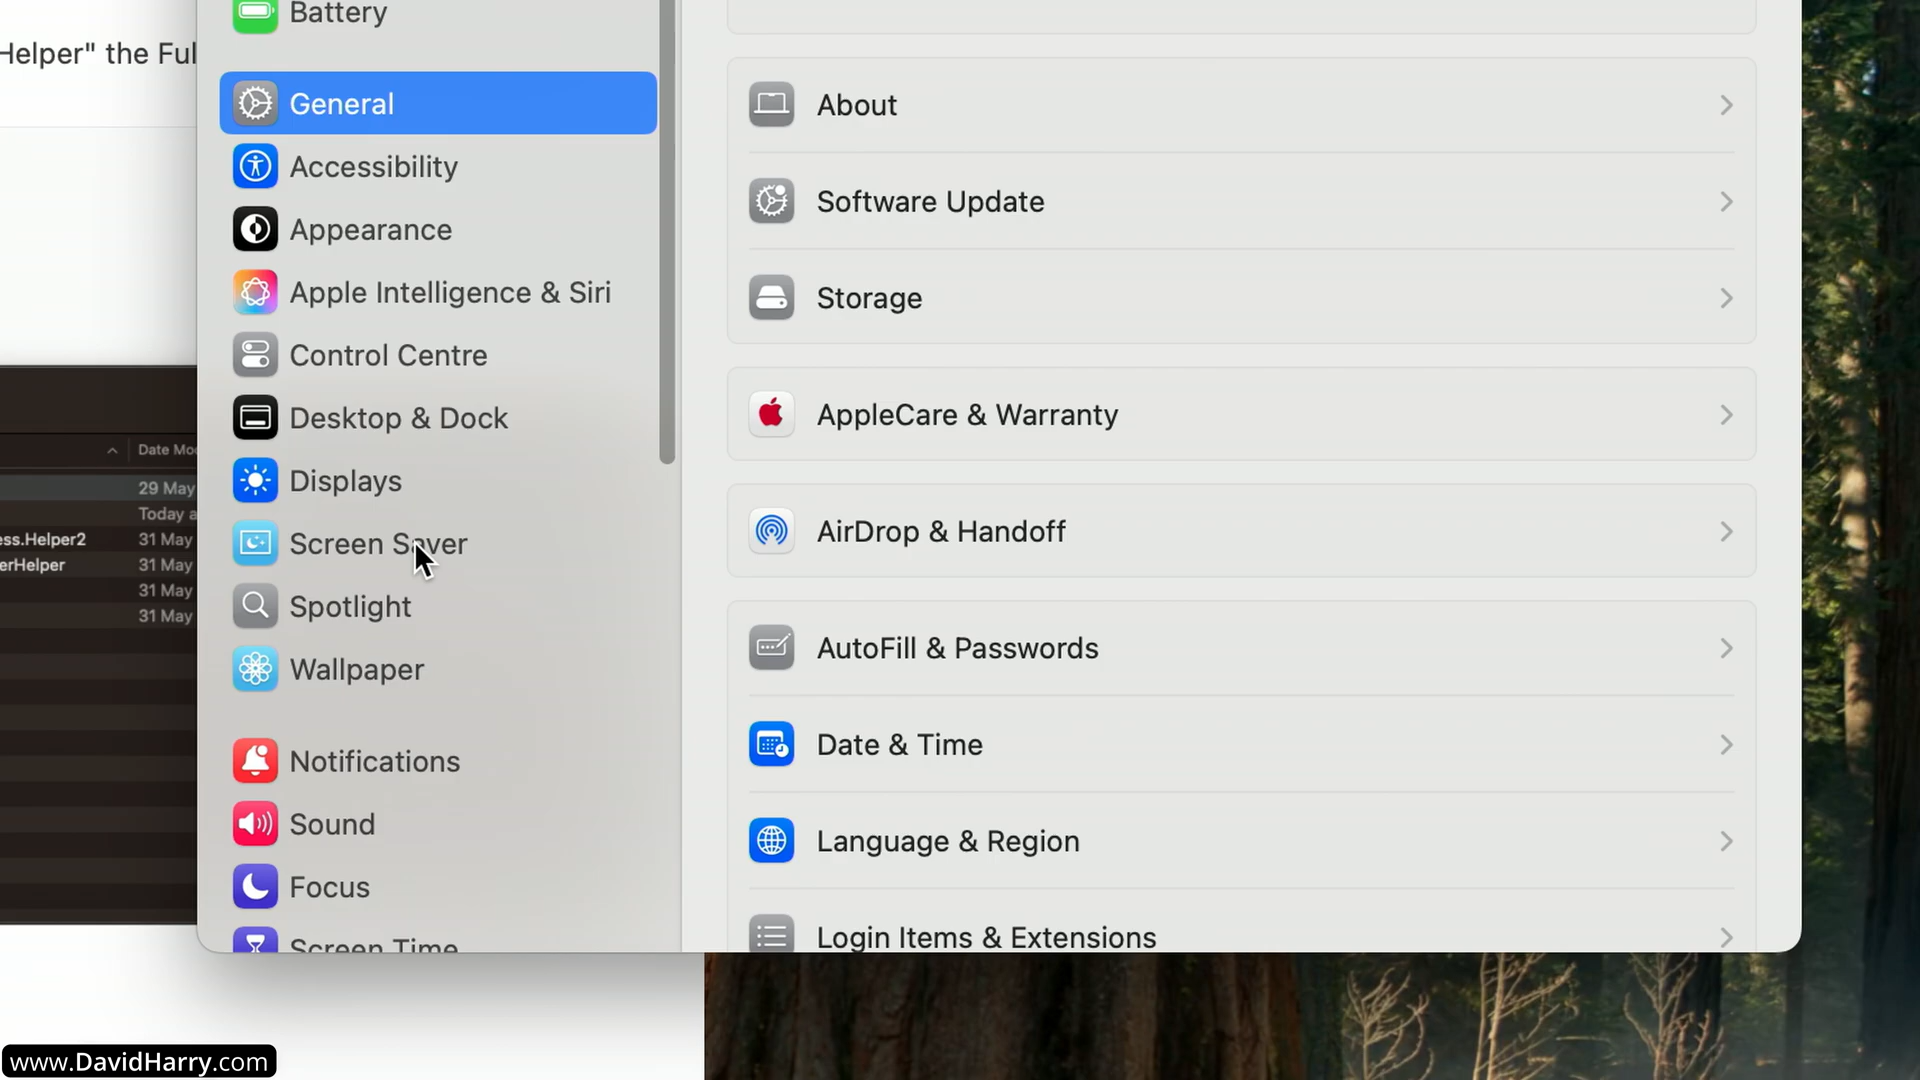 Helper" the Ful
Date Mo
29 May
Today a
ess.Helper2 31 May
erHelper 31 May
31 May
31 May
Battery
General
Accessibility
Appearance
Apple Intelligence & Siri
Control Centre
Desktop & Dock
Displays
Screen Saver
Spotlight
Wallpaper
Notifications
Sound
Focus
Screen Time
About
Software Update
Storage
AppleCare & Warranty
AirDrop & Handoff
AutoFill & Passwords
Date & Time
Language & Region
Login Items & Extensions
www.DavidHarry.com